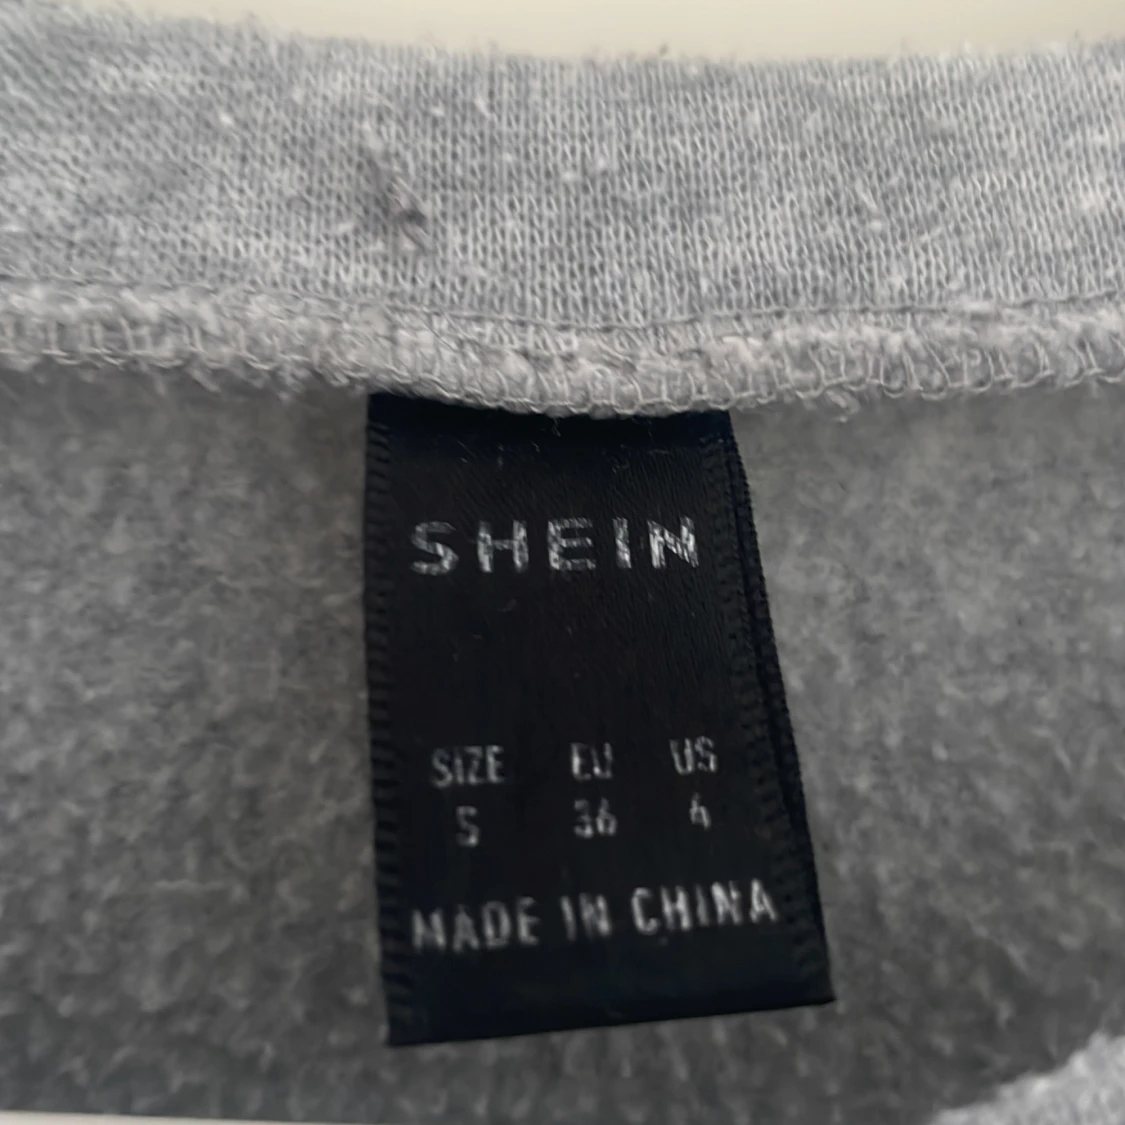 SHEIN
SIZE EU US
S 36 4
MADE IN CHINA